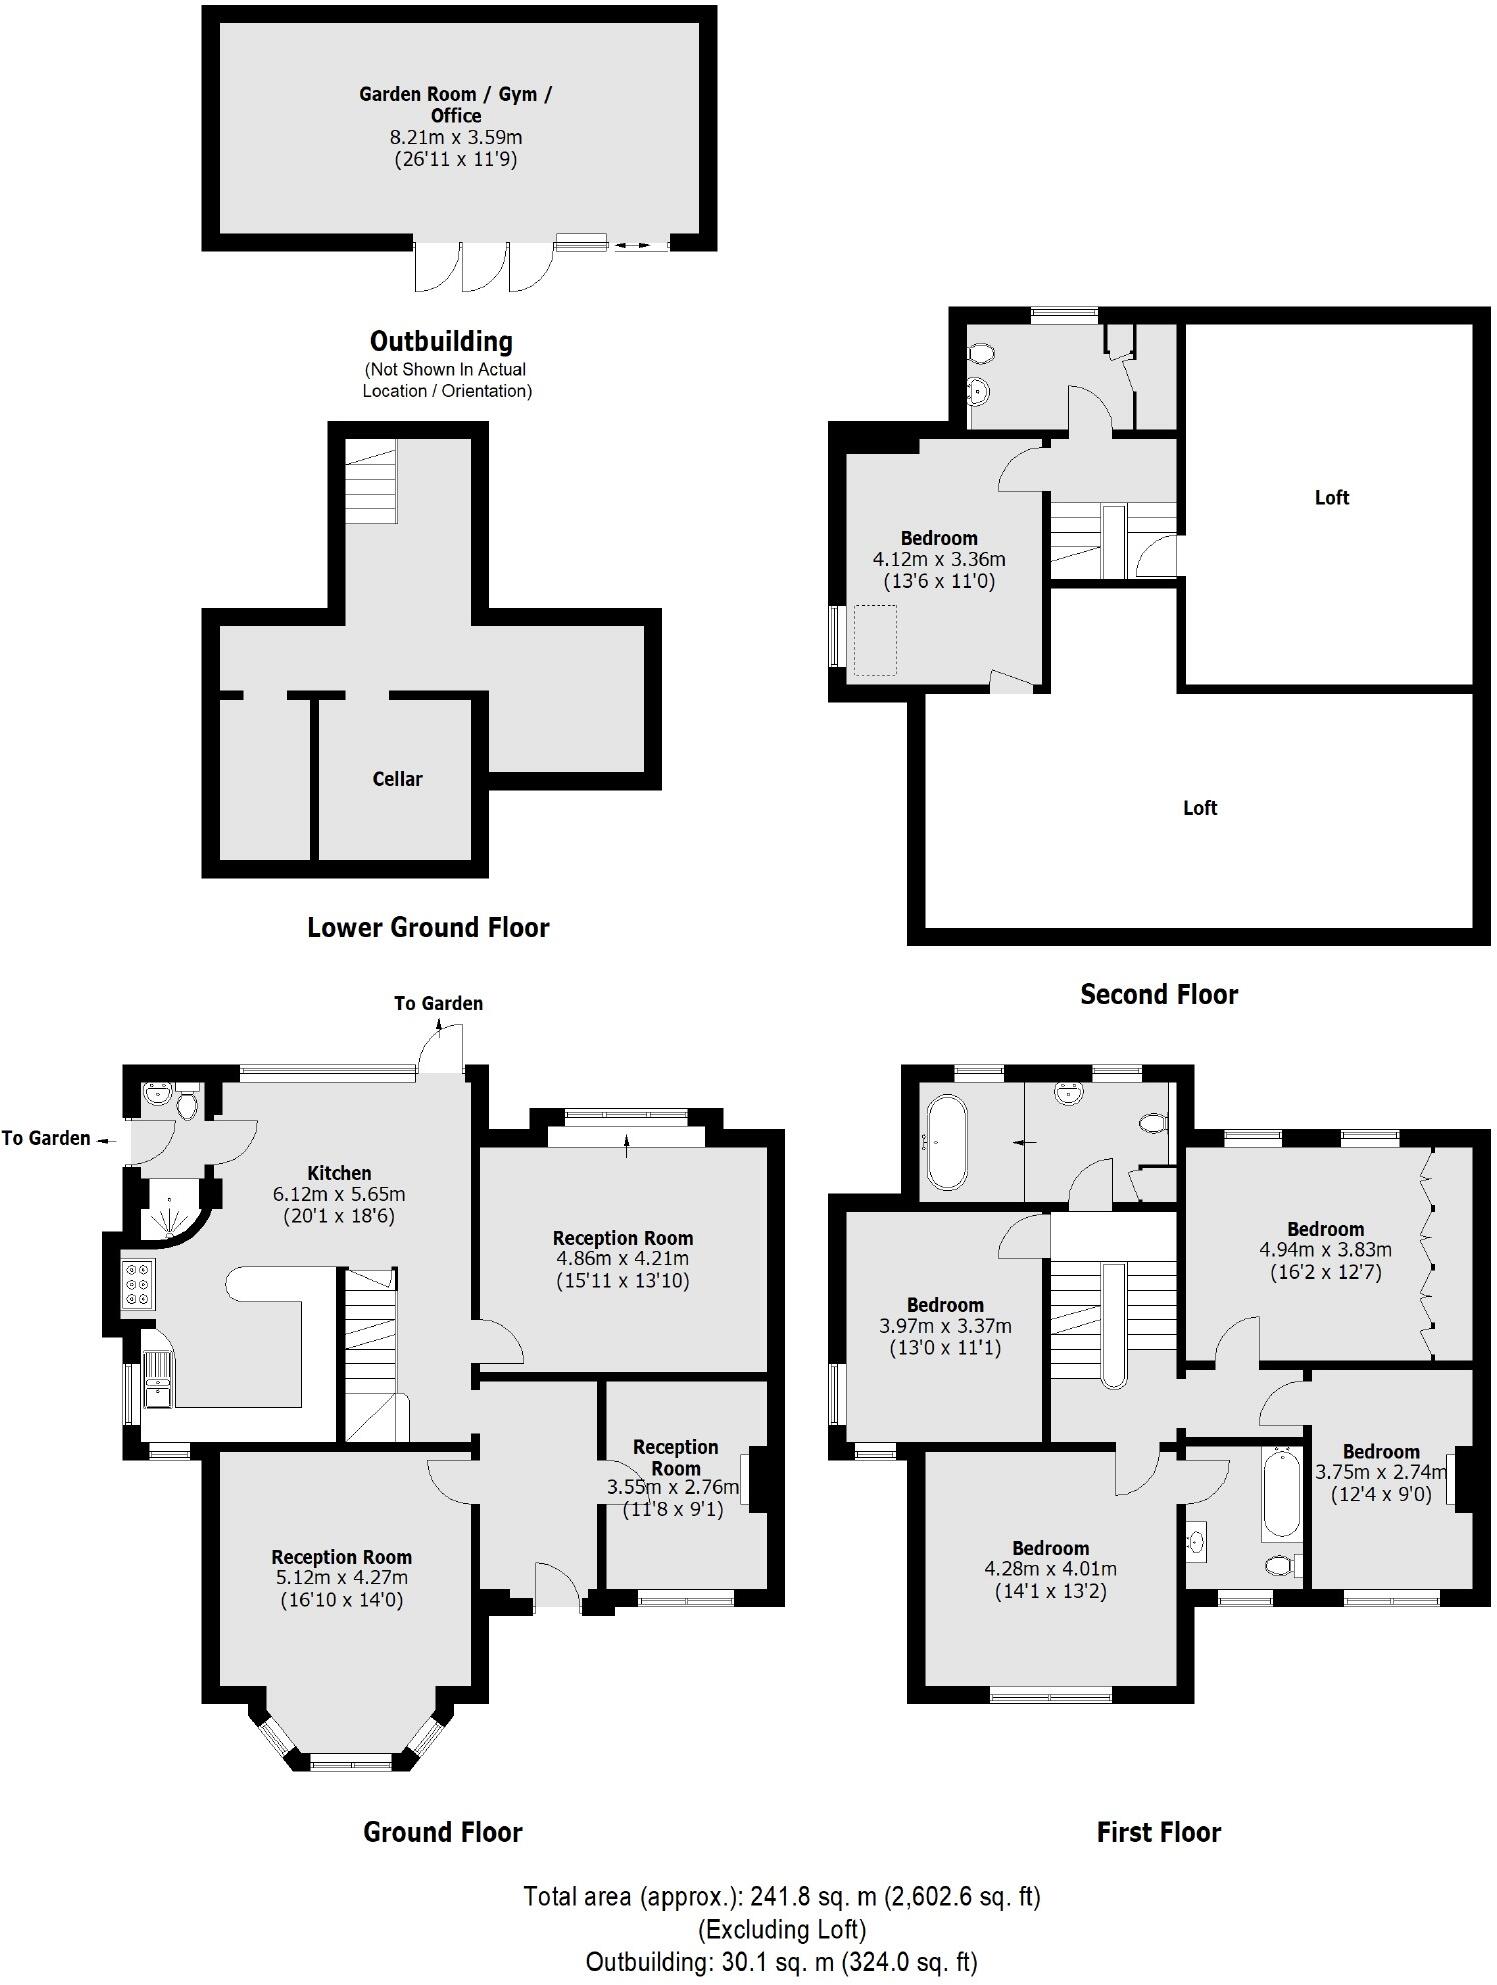 Garden Room / Gym /
Office
8.21m x 3.59m
(26'11 x 11'9)
Outbuilding
(Not Shown In Actual
Location / Orientation)
Cellar
Lower Ground Floor
Bedroom
4.12m x 3.36m
(13'6 x 11'0)
Loft
Loft
Second Floor
To Garden
To Garden
Kitchen
6.12m x 5.65m
(20'1 x 18'6)
Reception Room
4.86m x 4.21m
(15'11 x 13'10)
Reception
Room
3.55m x 2.76m
(11'8 x 9'1)
Reception Room
5.12m x 4.27m
(16'10 x 14'0)
Ground Floor
Bedroom
4.94m x 3.83m
(16'2 x 12'7)
Bedroom
3.97m x 3.37m
(13'0 x 11'1)
Bedroom
3.75m x 2.74m
(12'4 x 9'0)
Bedroom
4.28m x 4.01m
(14'1 x 13'2)
First Floor
Total area (approx.): 241.8 sq. m (2,602.6 sq. ft)
(Excluding Loft)
Outbuilding: 30.1 sq. m (324.0 sq. ft)